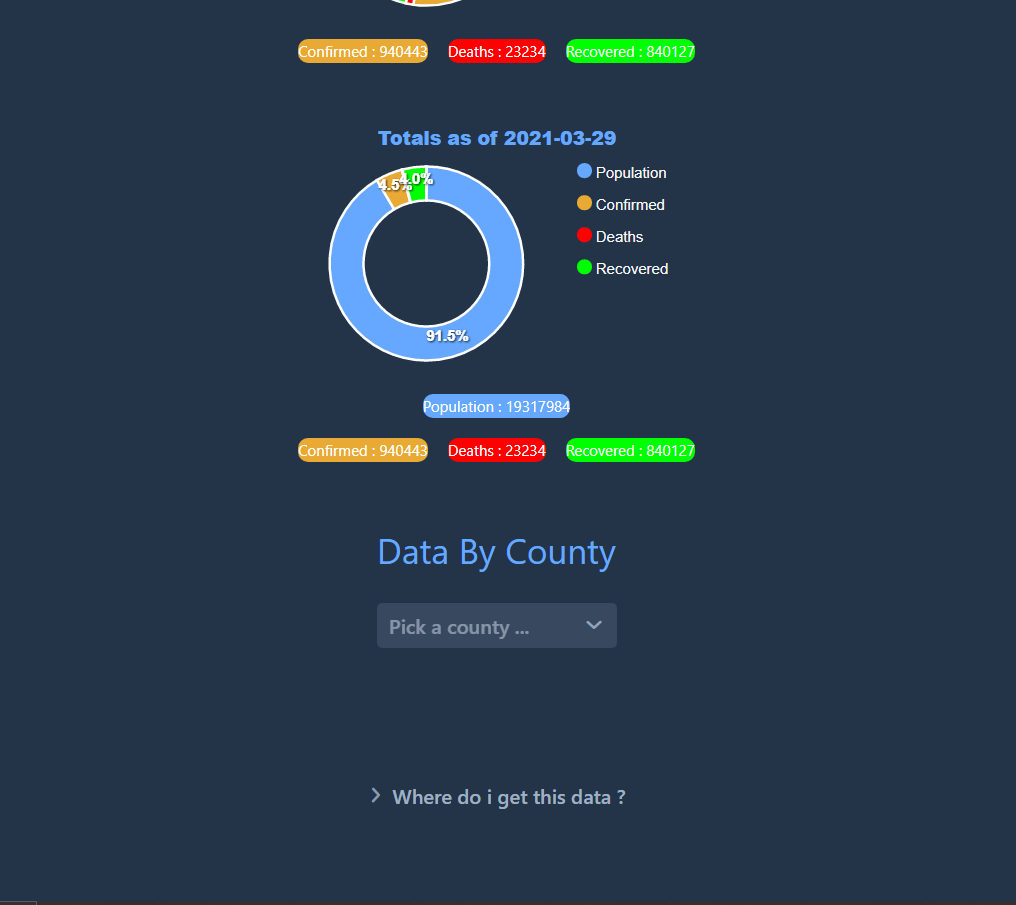 Confirmed : 940443 Deaths : 23234 Recovered : 840127
Totals as of 2021-03-29
4.5% 4.0%
91.5%
Population
Confirmed
Deaths
Recovered
Population : 19317984
Confirmed : 940443 Deaths : 23234 Recovered : 840127
Data By County
Pick a county ...
Where do i get this data ?